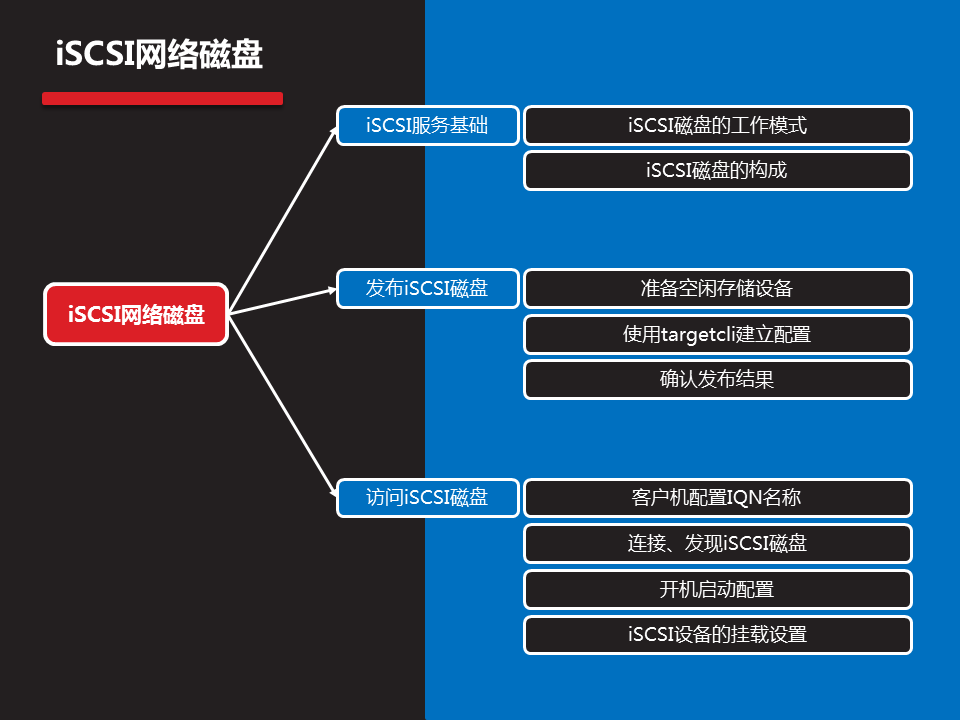 iSCSI网络磁盘
iSCSI服务基础
iSCSI磁盘的工作模式
iSCSI磁盘的构成
iSCSI网络磁盘
发布iSCSI磁盘
准备空闲存储设备
使用targetcli建立配置
确认发布结果
访问iSCSI磁盘
客户机配置IQN名称
连接、发现iSCSI磁盘
开机启动配置
iSCSI设备的挂载设置